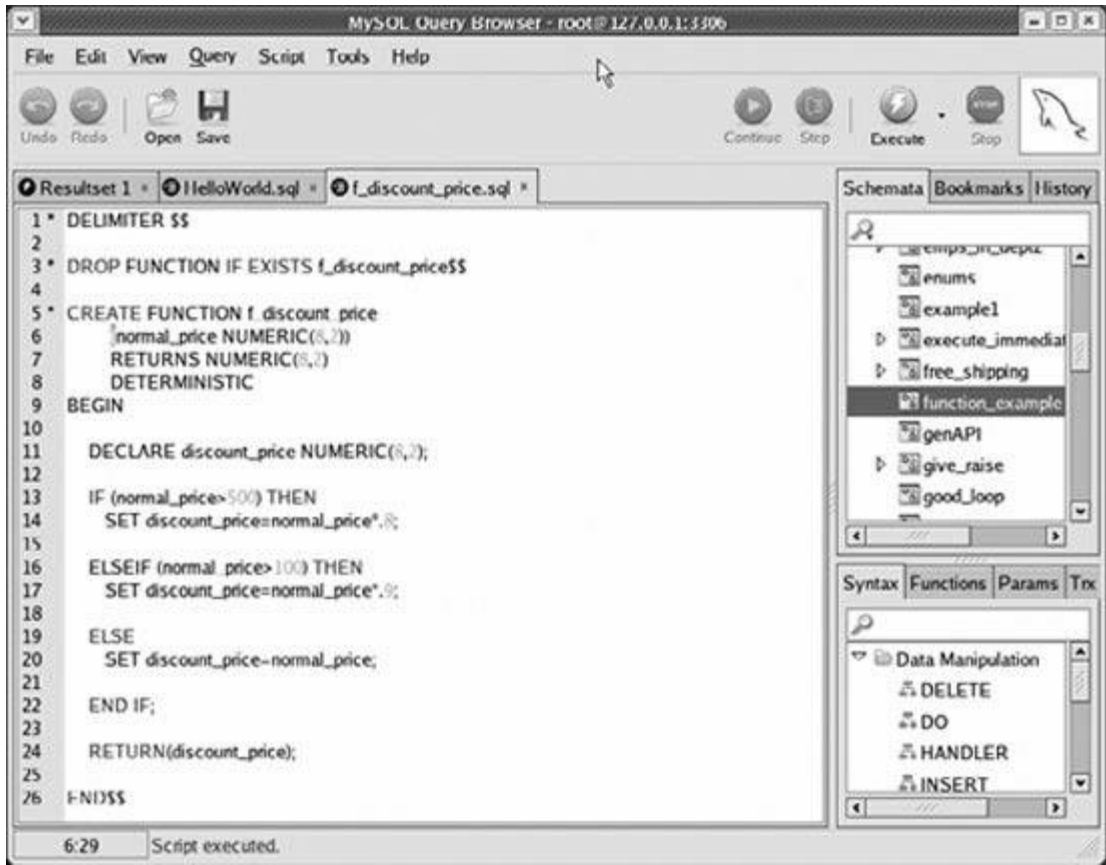 MySQL Query Browser - root@127.0.0.1:3306
File Edit View Query Script Tools Help
Undo Redo Open Save Continue Step Execute Stop
Resultset 1 HelloWorld.sql f_discount_price.sql
Schemata Bookmarks History
1 DELIMITER $$
2
3 DROP FUNCTION IF EXISTS f_discount_price$$
4
5 CREATE FUNCTION f_discount_price
6 (normal_price NUMERIC(8,2))
7 RETURNS NUMERIC(8,2)
8 DETERMINISTIC
9 BEGIN
10
11 DECLARE discount_price NUMERIC(8,2);
12
13 IF (normal_price>500) THEN
14 SET discount_price=normal_price*.8;
15
16 ELSEIF (normal_price>100) THEN
17 SET discount_price=normal_price*.9;
18
19 ELSE
20 SET discount_price=normal_price;
21
22 END IF;
23
24 RETURN(discount_price);
25
26 END$$
enums
example1
execute_immediat
free_shipping
function_example
genAPI
give_raise
good_loop
Syntax Functions Params Trx
Data Manipulation
DELETE
DO
HANDLER
INSERT
6:29 Script executed.